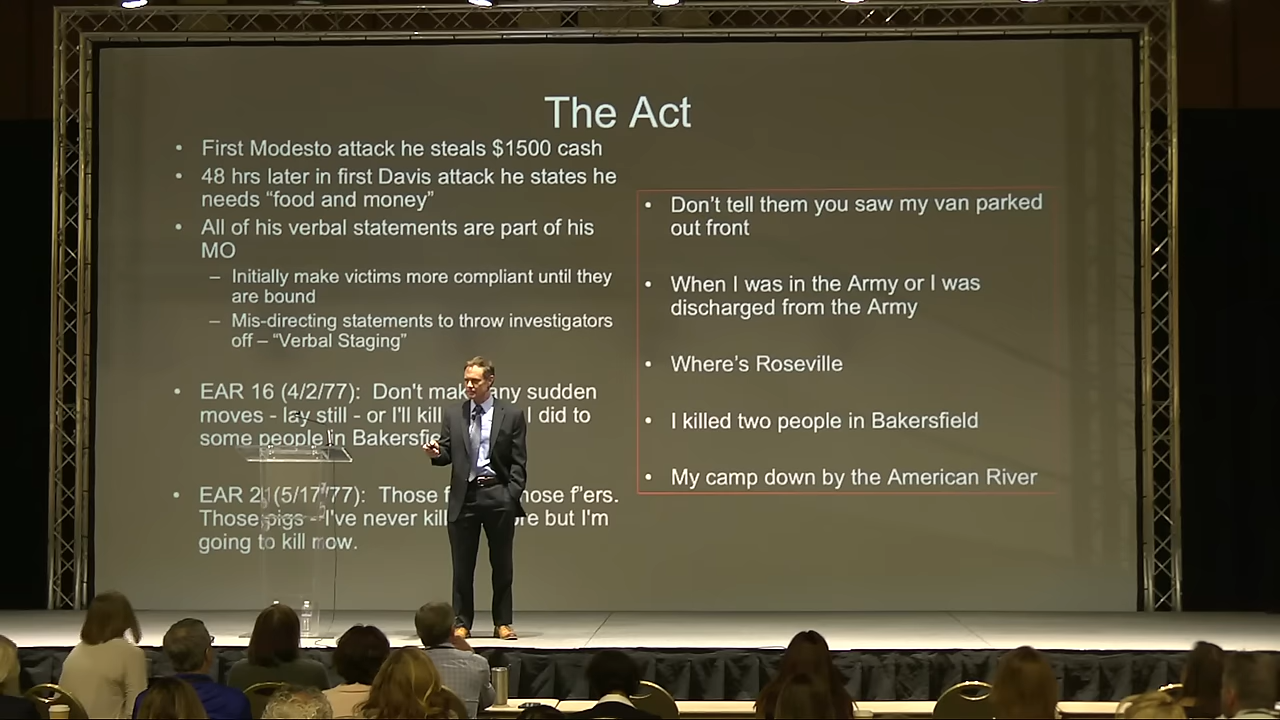 The Act
• First Modesto attack he steals $1500 cash
• 48 hrs later in first Davis attack he states he
needs “food and money”
• All of his verbal statements are part of his
MO
– Initially make victims more compliant until they
are bound
– Mis-directing statements to throw investigators
off – “Verbal Staging”
• EAR 16 (4/2/77): Don't make any sudden
moves - lay still - or I'll kill I did to
some people in Bakersfie
• EAR 21 (5/17/77): Those f hose f'ers.
Those pigs - I've never kill re but I'm
going to kill now.
• Don’t tell them you saw my van parked
out front
• When I was in the Army or I was
discharged from the Army
• Where’s Roseville
• I killed two people in Bakersfield
• My camp down by the American River